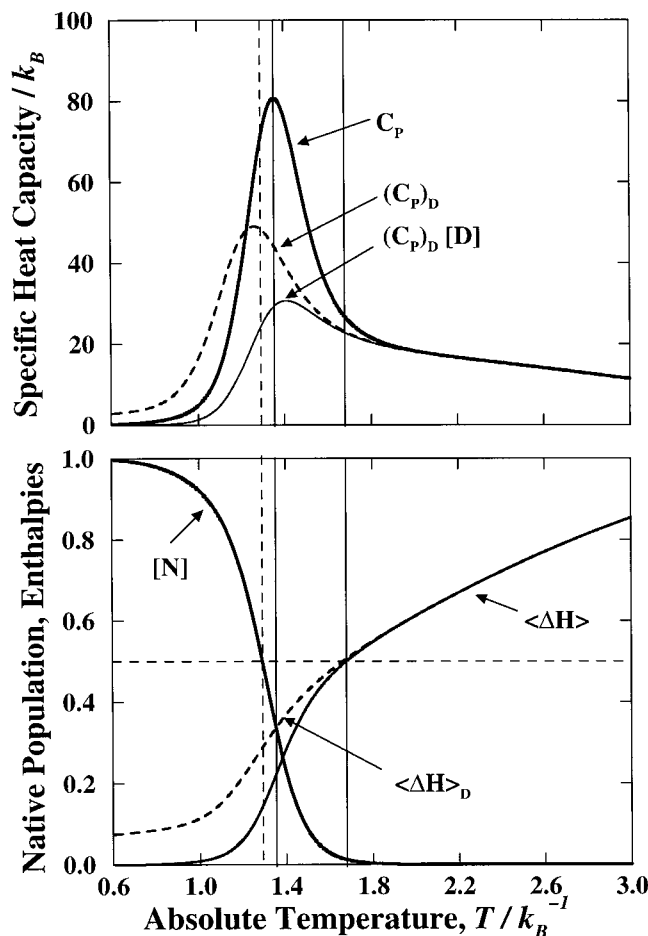 Specific Heat Capacity / k_B
100
80
60
40
20
0
C_P
(C_P)_D
(C_P)_D [D]
Native Population, Enthalpies
1.0
0.8
0.6
0.4
0.2
0.0
[N]
<ΔH>
<ΔH>_D
0.6 1.0 1.4 1.8 2.2 2.6 3.0
Absolute Temperature, T / k_B^-1